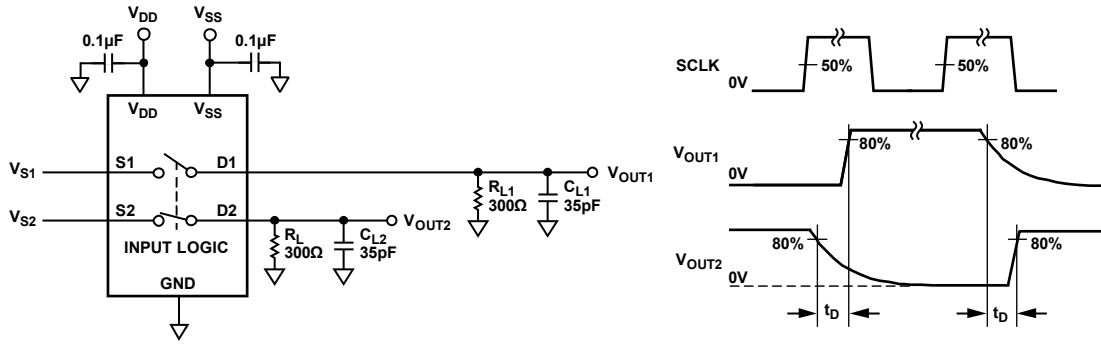 VDD
VSS
0.1µF
0.1µF
VDD
VSS
VS1
S1
D1
VOUT1
RL1
300Ω
CL1
35pF
VS2
S2
D2
VOUT2
INPUT LOGIC
RL
300Ω
CL2
35pF
GND
SCLK
0V
50%
50%
VOUT1
0V
80%
80%
VOUT2
0V
80%
80%
tD
tD